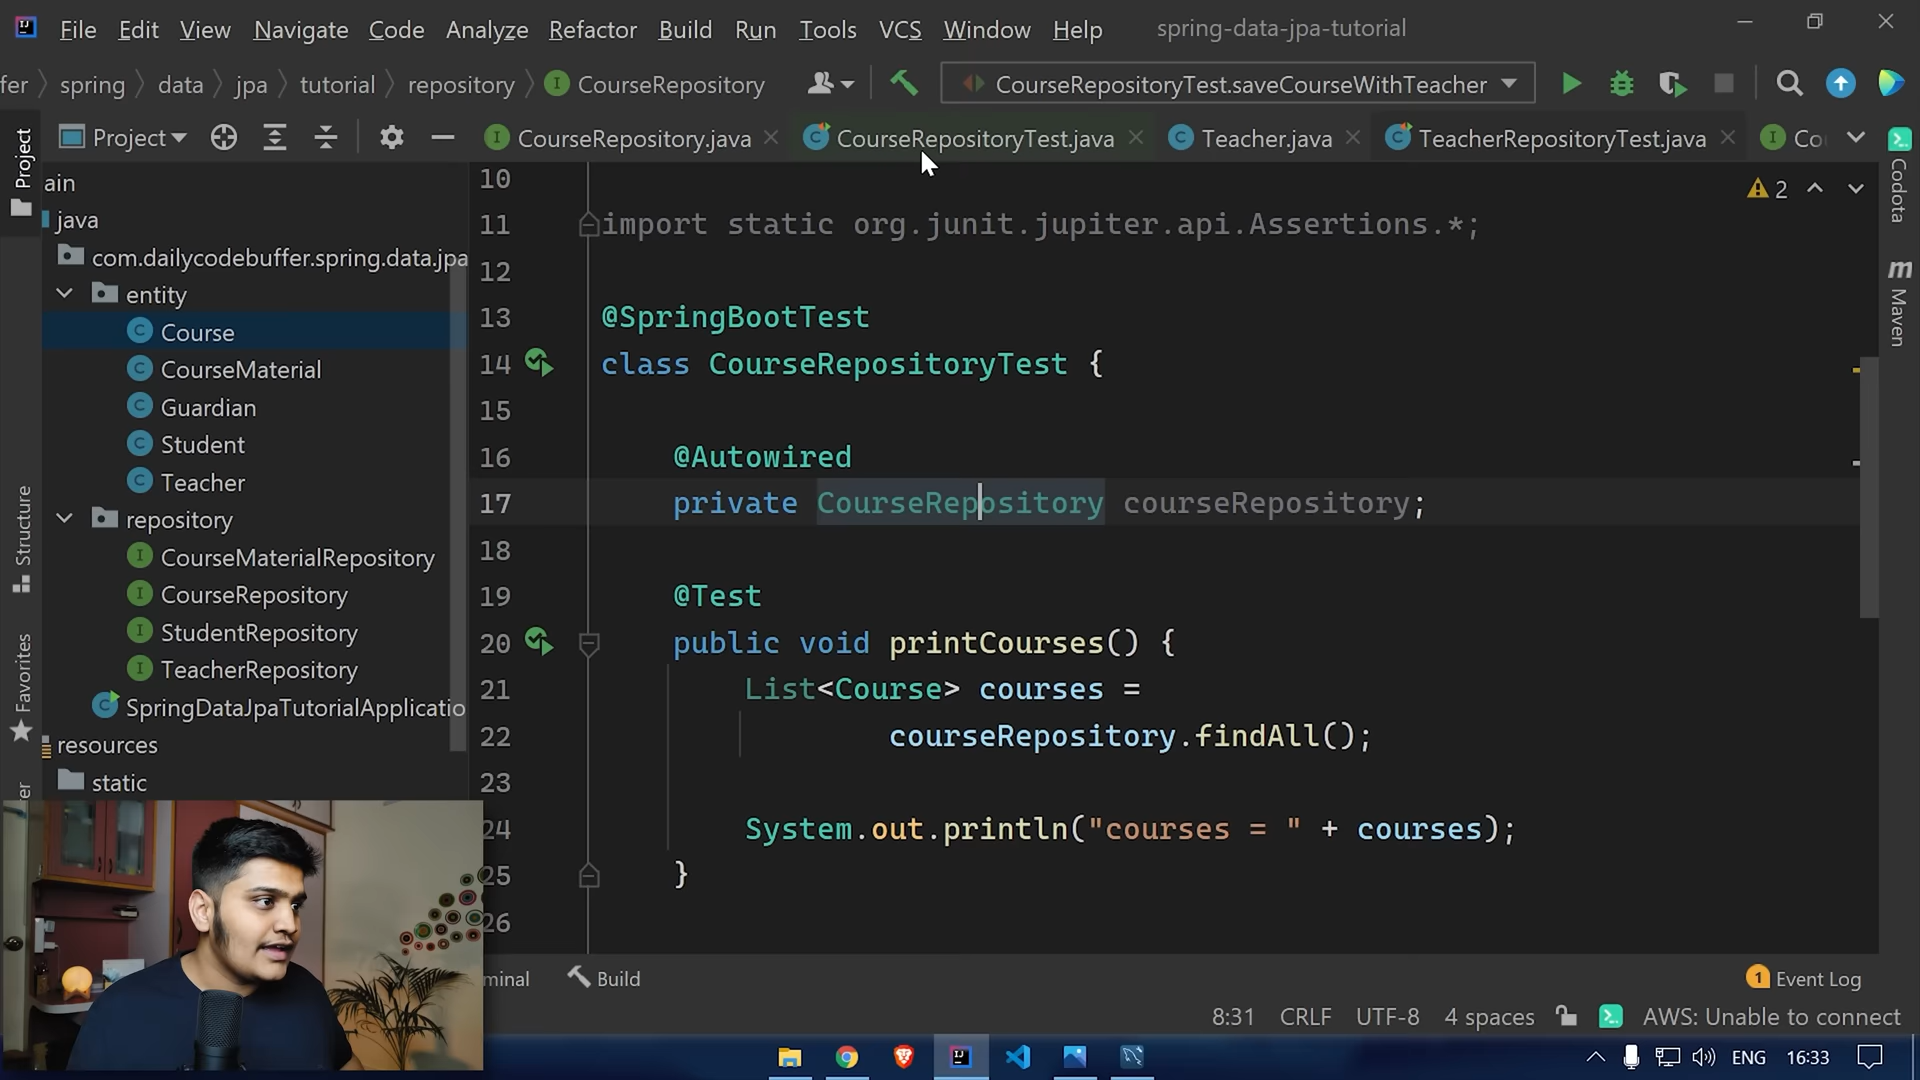 File Edit View Navigate Code Analyze Refactor Build Run Tools VCS Window Help spring-data-jpa-tutorial
fer spring data jpa tutorial repository CourseRepository CourseRepositoryTest.saveCourseWithTeacher
Project CourseRepository.java CourseRepositoryTest.java Teacher.java TeacherRepositoryTest.java Co
Project
Structure
Favorites
er
ain
java
com.dailycodebuffer.spring.data.jpa
entity
Course
CourseMaterial
Guardian
Student
Teacher
repository
CourseMaterialRepository
CourseRepository
StudentRepository
TeacherRepository
SpringDataJpaTutorialApplicatio
resources
static
10
11 import static org.junit.jupiter.api.Assertions.*;
12
13 @SpringBootTest
14 class CourseRepositoryTest {
15
16 @Autowired
17 private CourseRepository courseRepository;
18
19 @Test
20 public void printCourses() {
21 List<Course> courses =
22 courseRepository.findAll();
23
24 System.out.println("courses = " + courses);
25 }
26
2
Codota
m Maven
minal Build 1 Event Log
8:31 CRLF UTF-8 4 spaces AWS: Unable to connect
ENG 16:33